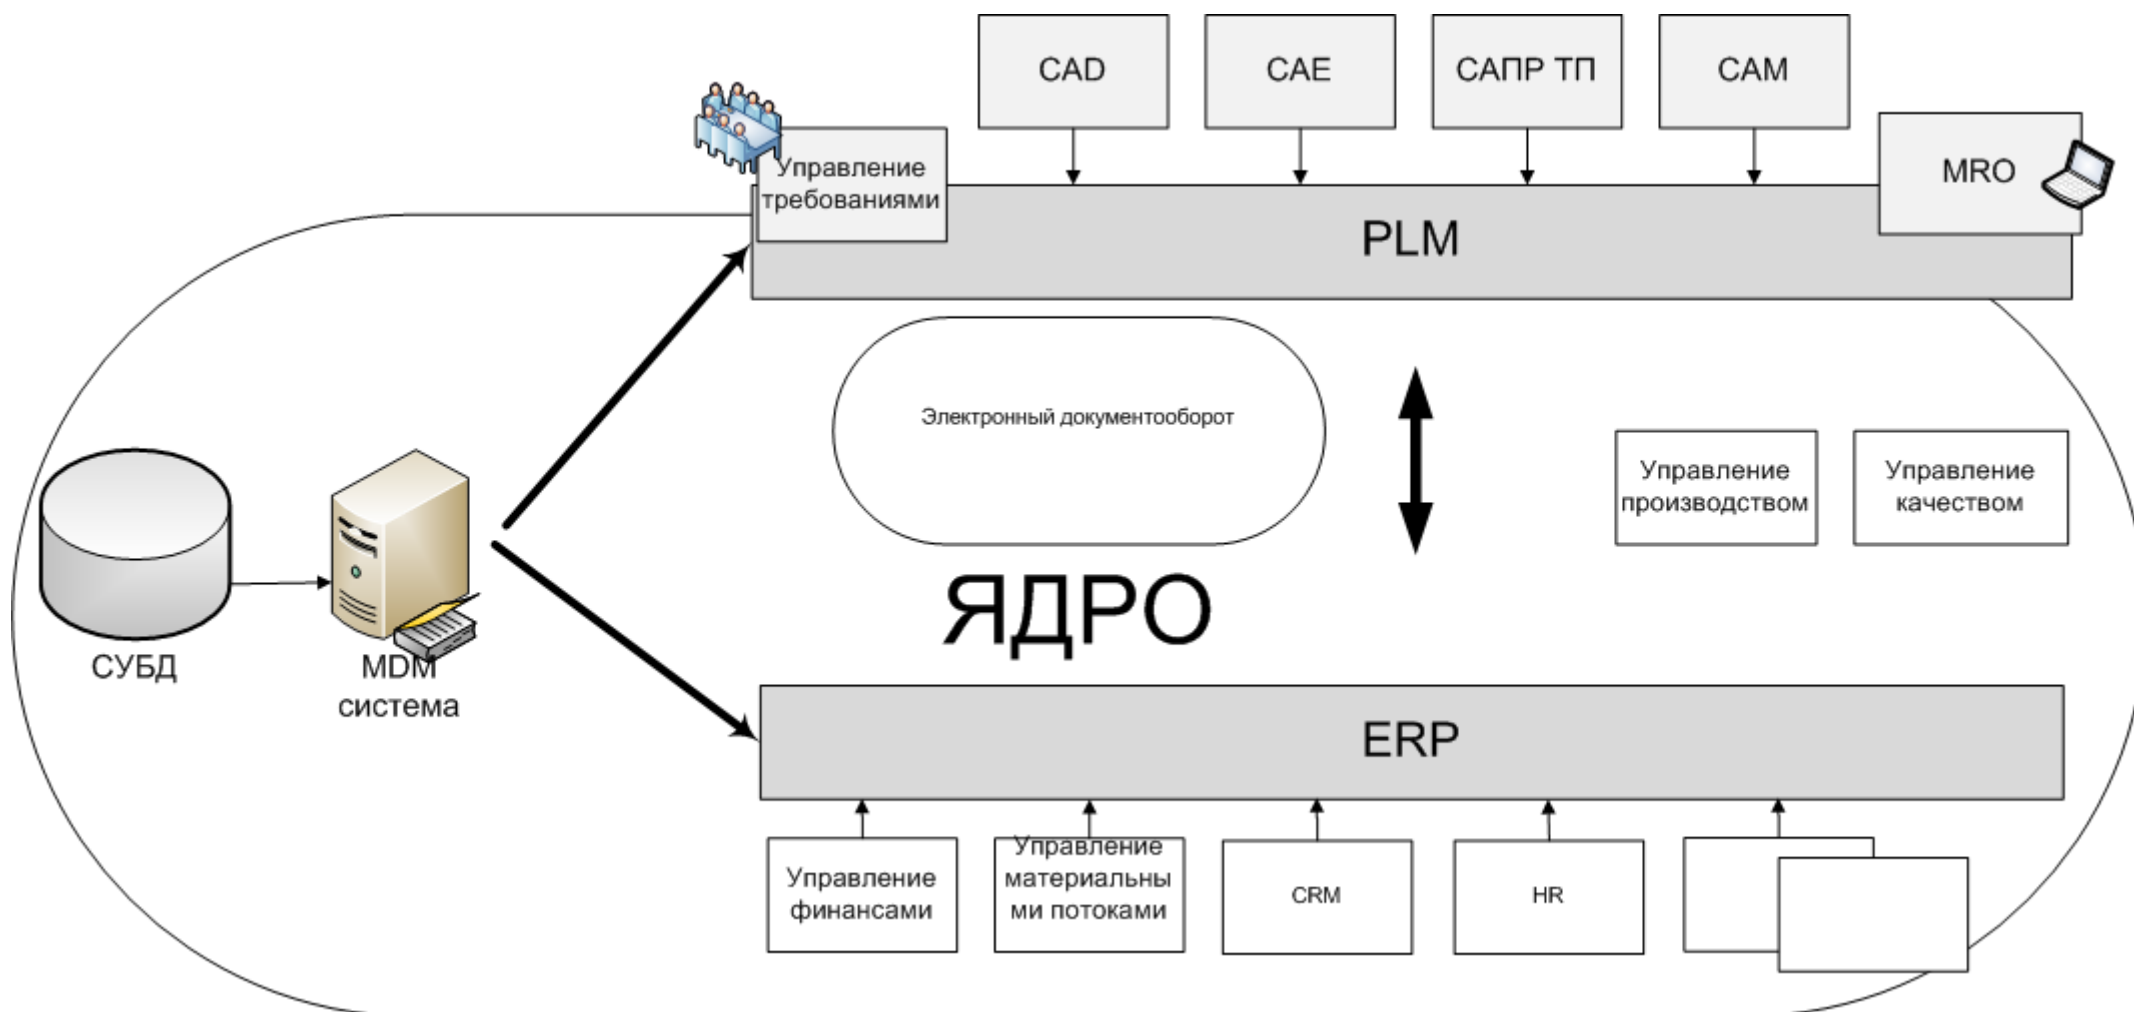 CAD
CAE
САПР ТП
CAM
Управление
требованиями
MRO
PLM
Электронный документооборот
Управление
производством
Управление
качеством
ЯДРО
СУБД
MDM
система
ERP
Управление
финансами
Управление
материальны
ми потоками
CRM
HR